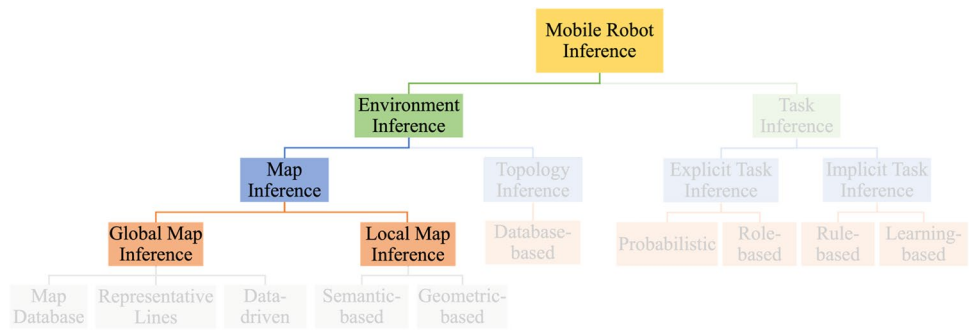 Mobile Robot
Inference
Environment
Inference
Task
Inference
Map
Inference
Topology
Inference
Explicit Task
Inference
Implicit Task
Inference
Global Map
Inference
Local Map
Inference
Database-
based
Probabilistic
Role-
based
Rule-
based
Learning-
based
Map
Database
Representative
Lines
Data-
driven
Semantic-
based
Geometric-
based